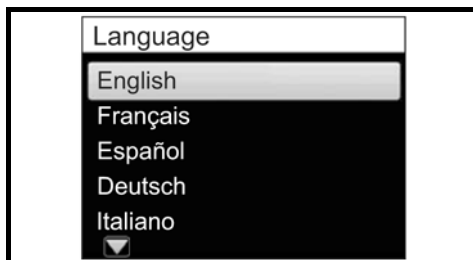 Language
English
Français
Español
Deutsch
Italiano